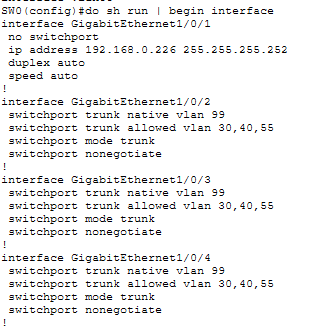 SW0(config)#do sh run | begin interface
interface GigabitEthernet1/0/1
no switchport
ip address 192.168.0.226 255.255.255.252
duplex auto
speed auto
!
interface GigabitEthernet1/0/2
switchport trunk native vlan 99
switchport trunk allowed vlan 30,40,55
switchport mode trunk
switchport nonegotiate
!
interface GigabitEthernet1/0/3
switchport trunk native vlan 99
switchport trunk allowed vlan 30,40,55
switchport mode trunk
switchport nonegotiate
!
interface GigabitEthernet1/0/4
switchport trunk native vlan 99
switchport trunk allowed vlan 30,40,55
switchport mode trunk
switchport nonegotiate
!